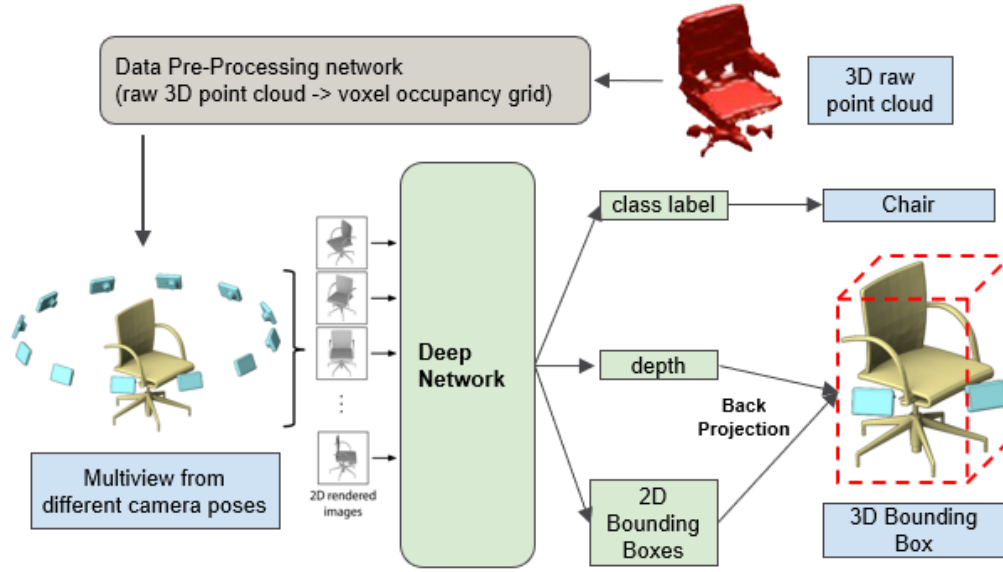 Data Pre-Processing network
(raw 3D point cloud -> voxel occupancy grid)
3D raw
point cloud
class label
Chair
Deep
Network
depth
Back
Projection
Multiview from
different camera poses
2D rendered
images
2D
Bounding
Boxes
3D Bounding
Box